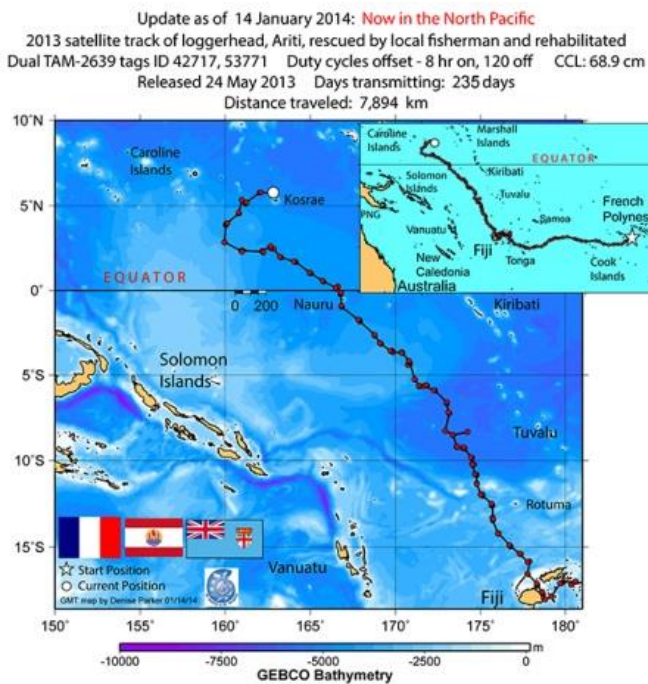 Update as of 14 January 2014: Now in the North Pacific
2013 satellite track of loggerhead, Ariti, rescued by local fisherman and rehabilitated
Dual TAM-2639 tags ID 42717, 53771 Duty cycles offset - 8 hr on, 120 off CCL: 68.9 cm
Released 24 May 2013 Days transmitting: 235 days
Distance traveled: 7,894 km
10°N
Caroline
Islands
Kosrae
5°N
EQUATOR
0 200
0°
Nauru
Kiribati
Solomon
Islands
5°S
Tuvalu
10°S
Rotuma
15°S
Vanuatu
Fiji
Caroline
Islands
Marshall
Islands
EQUATOR
Kiribati
Solomon
Islands
Tuvalu
French
Polynes
PNG
Samoa
Vanuatu
Fiji
Tonga
Cook
Islands
New
Caledonia
Australia
Start Position
Current Position
GMT map by Denise Parker 01/14/14
150° 155° 160° 165° 170° 175° 180°
m
-10000 -7500 -5000 -2500 0
GEBCO Bathymetry